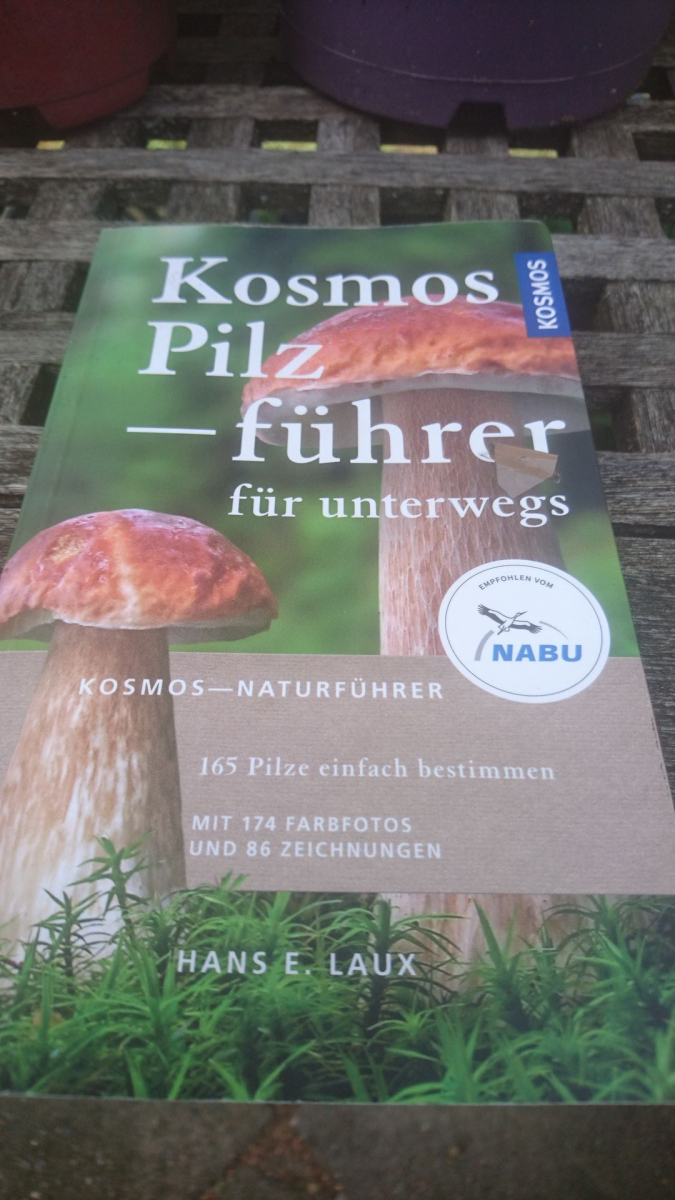 Kosmos
KOSMOS
Pilz
—führer
für unterwegs
EMPFOHLEN VOM
NABU
KOSMOS—NATURFÜHRER
165 Pilze einfach bestimmen
MIT 174 FARBFOTOS
UND 86 ZEICHNUNGEN
HANS E. LAUX